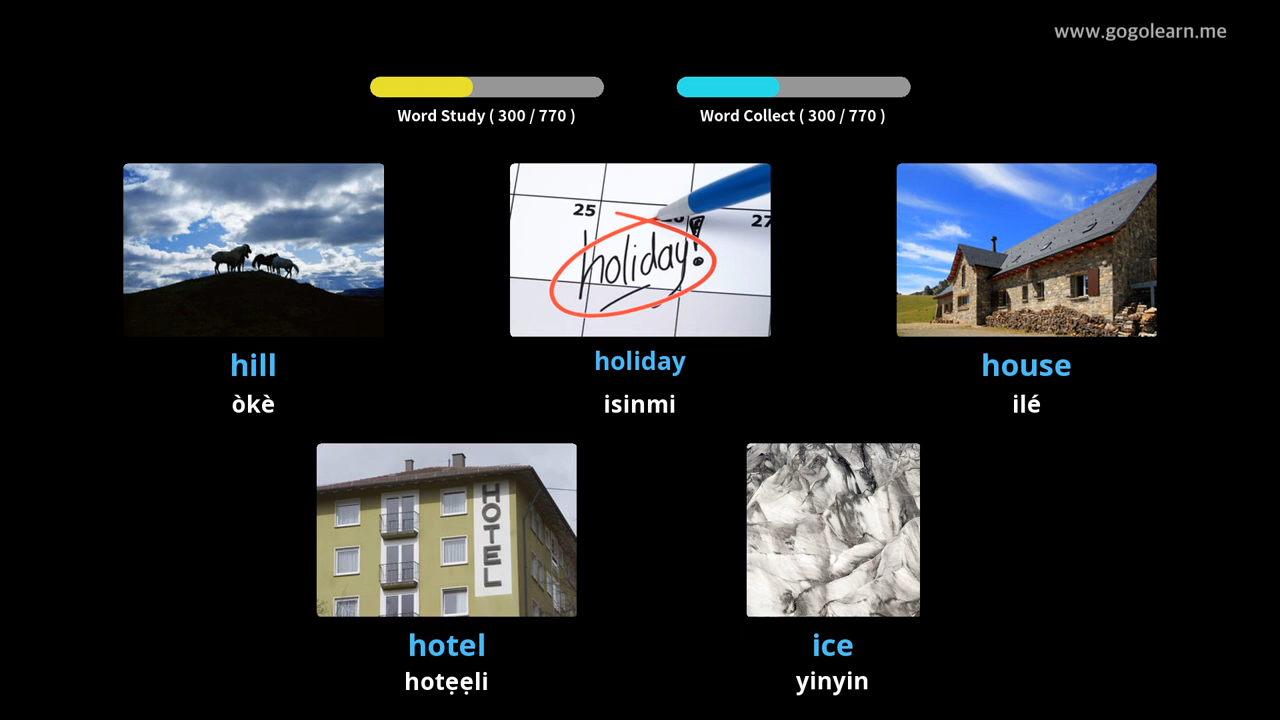 www.gogolearn.me
Word Study ( 300 / 770 )
Word Collect ( 300 / 770 )
25
27
holiday!
hill
holiday
house
òkè
isinmi
ilé
HOTEL
hotel
ice
hotẹẹli
yinyin